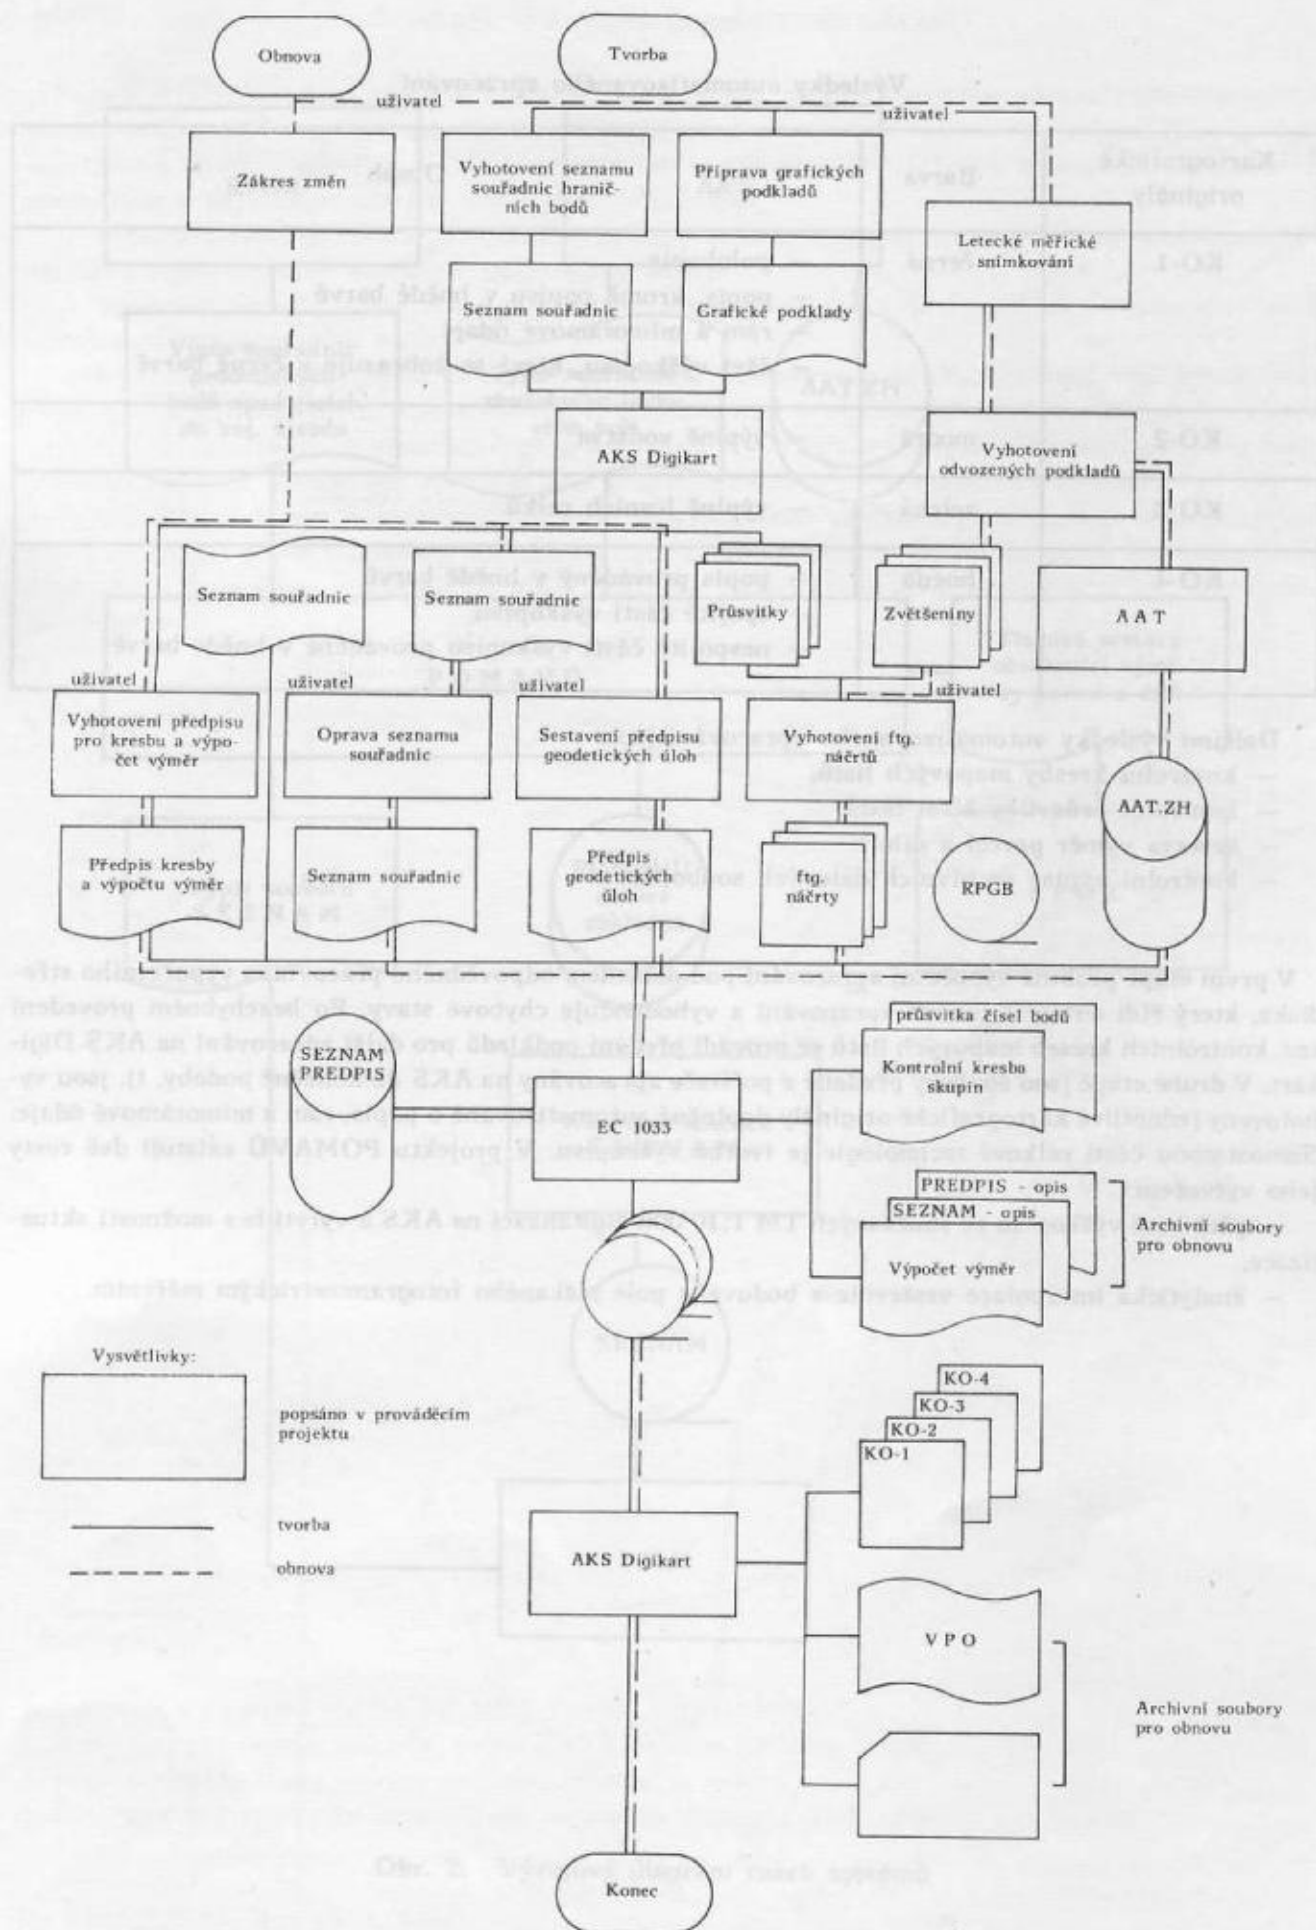 Obnova
Tvorba
uživatel
uživatel
Zákres změn
Vyhotovení seznamu
souřadnic hranič-
ních bodů
Příprava grafických
podkladů
Letecké měřické
snímkování
Seznam souřadnic
Grafické podklady
AKS Digikart
Vyhotovení
odvozených podkladů
Seznam souřadnic
Seznam souřadnic
Průsvitky
Zvětšeniny
A A T
uživatel
uživatel
uživatel
uživatel
Vyhotovení předpisu
pro kresbu a výpo-
čet výměr
Oprava seznamu
souřadnic
Sestavení předpisu
geodetických úloh
Vyhotovení ftg.
náčrtů
AAT.ZH
Předpis kresby
a výpočtu výměr
Seznam souřadnic
Předpis
geodetických
úloh
ftg.
náčrty
RPGB
SEZNAM
PREDPIS
EC 1033
průsvitka čísel bodů
Kontrolní kresba
skupin
PREDPIS - opis
SEZNAM - opis
Výpočet výměr
Archivní soubory
pro obnovu
Vysvětlivky:
popsáno v prováděcím
projektu
tvorba
obnova
KO-4
KO-3
KO-2
KO-1
AKS Digikart
V P O
Archivní soubory
pro obnovu
Konec